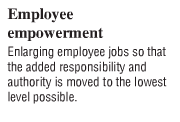 Employee
empowerment
Enlarging employee jobs so that
the added responsibility and
authority is moved to the lowest
level possible.